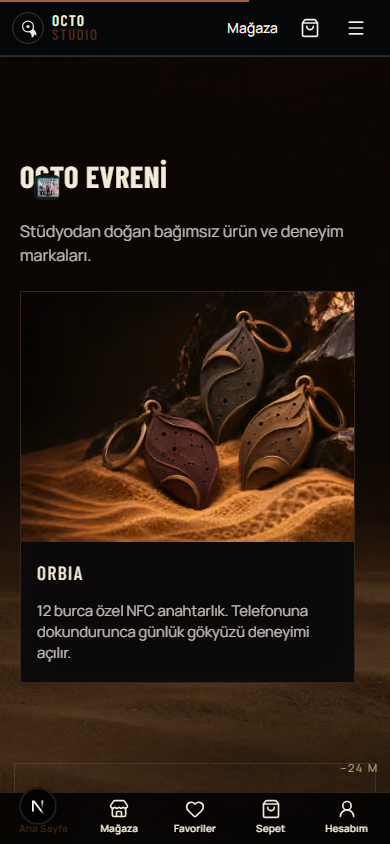 OCTO
STUDIO
Mağaza
OCTO EVRENİ
Stüdyodan doğan bağımsız ürün ve deneyim
markaları.
ORBIA
12 burca özel NFC anahtarlık. Telefonuna
dokundurunca günlük gökyüzü deneyimi
açılır.
−24 M
N
Ana Sayfa
Mağaza
Favoriler
Sepet
Hesabım